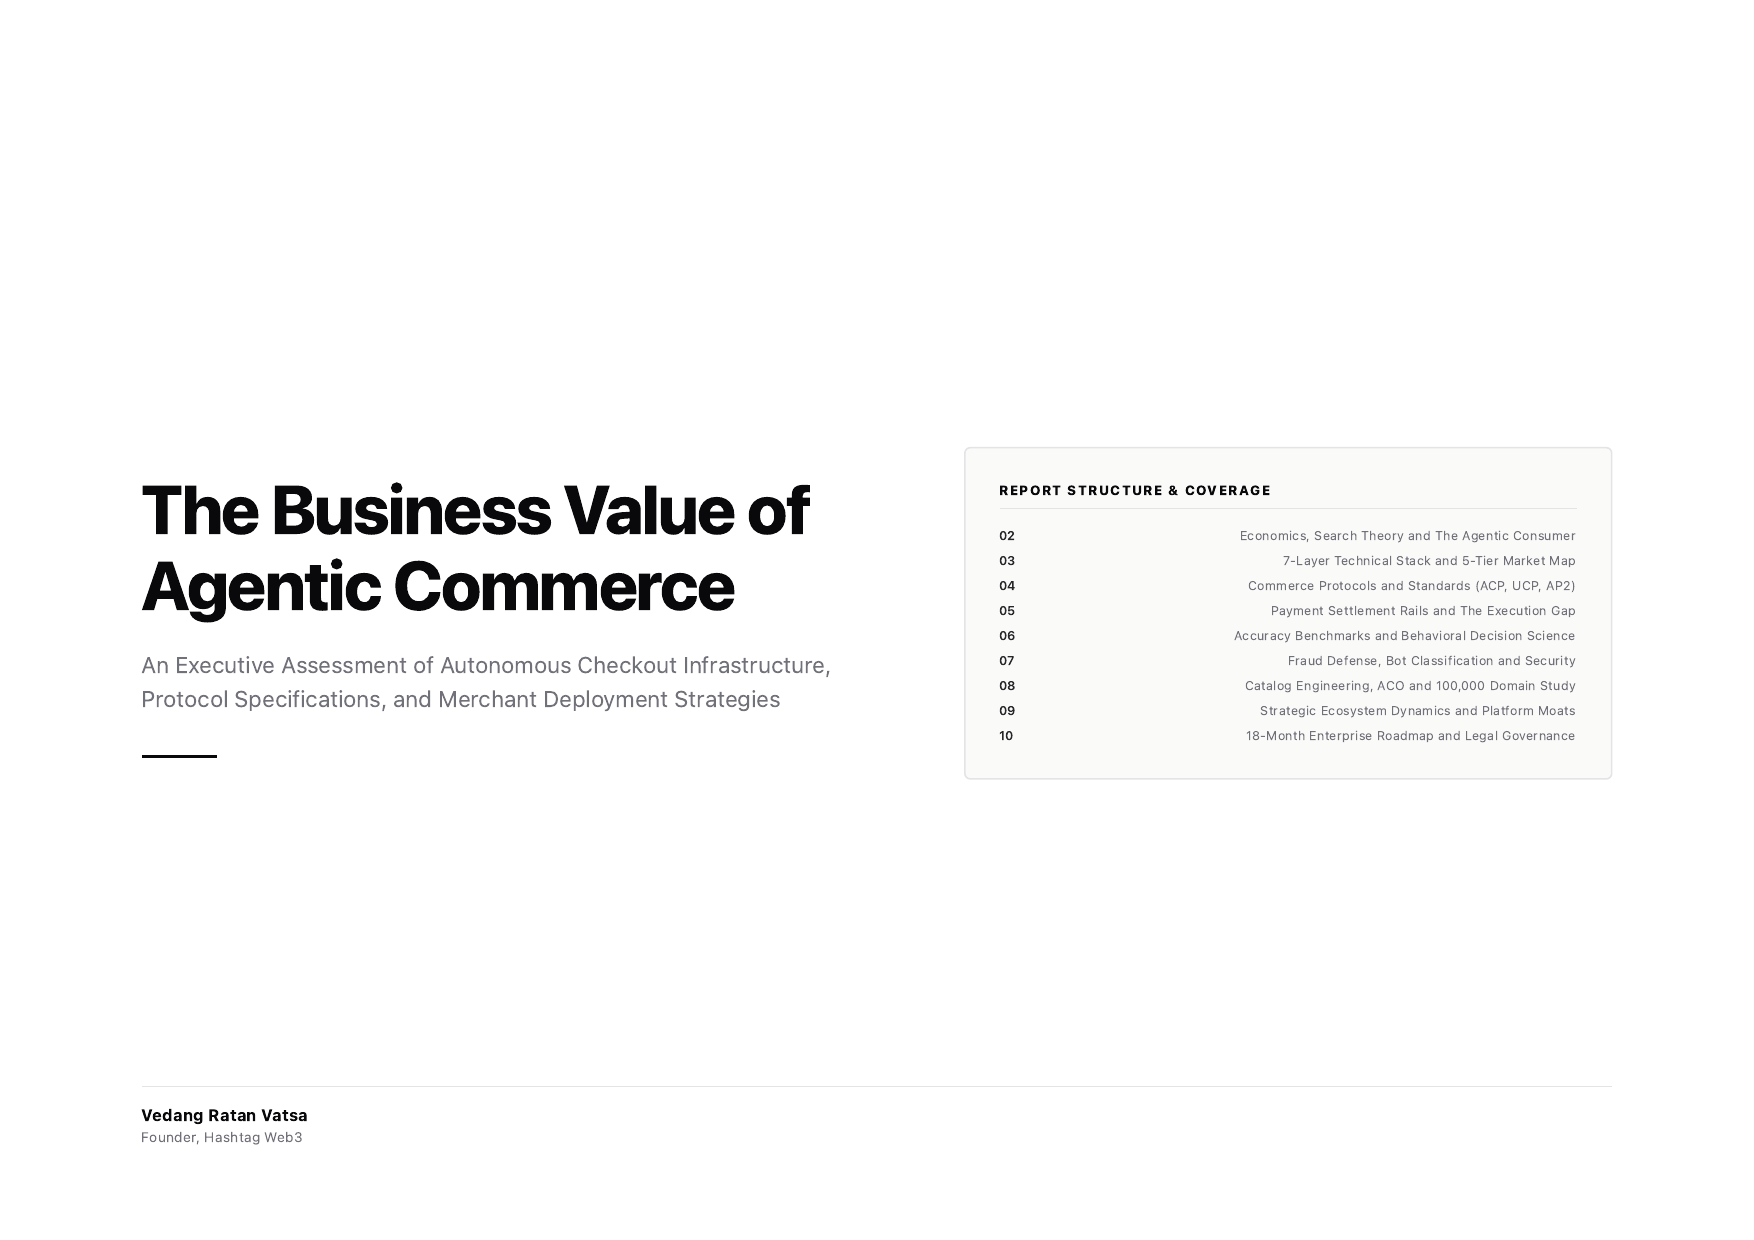 The Business Value of
Agentic Commerce
An Executive Assessment of Autonomous Checkout Infrastructure,
Protocol Specifications, and Merchant Deployment Strategies
REPORT STRUCTURE & COVERAGE
02 Economics, Search Theory and The Agentic Consumer
03 7-Layer Technical Stack and 5-Tier Market Map
04 Commerce Protocols and Standards (ACP, UCP, AP2)
05 Payment Settlement Rails and The Execution Gap
06 Accuracy Benchmarks and Behavioral Decision Science
07 Fraud Defense, Bot Classification and Security
08 Catalog Engineering, ACO and 100,000 Domain Study
09 Strategic Ecosystem Dynamics and Platform Moats
10 18-Month Enterprise Roadmap and Legal Governance
Vedang Ratan Vatsa
Founder, Hashtag Web3